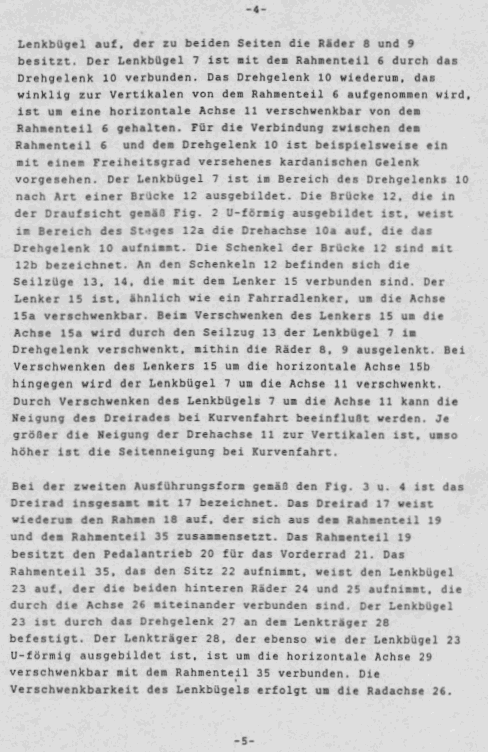 -4-
Lenkbügel auf, der zu beiden Seiten die Räder 8 und 9
besitzt. Der Lenkbügel 7 ist mit dem Rahmenteil 6 durch das
Drehgelenk 10 verbunden. Das Drehgelenk 10 wiederum, das
winklig zur Vertikalen von dem Rahmenteil 6 aufgenommen wird,
ist um eine horizontale Achse 11 verschwenkbar von dem
Rahmenteil 6 gehalten. Für die Verbindung zwischen dem
Rahmenteil 6 und dem Drehgelenk 10 ist beispielsweise ein
mit einem Freiheitsgrad versehenes kardanischen Gelenk
vorgesehen. Der Lenkbügel 7 ist im Bereich des Drehgelenks 10
nach Art einer Brücke 12 ausgebildet. Die Brücke 12, die in
der Draufsicht gemäß Fig. 2 U-förmig ausgebildet ist, weist
im Bereich des Steges 12a die Drehachse 10a auf, die das
Drehgelenk 10 aufnimmt. Die Schenkel der Brücke 12 sind mit
12b bezeichnet. An den Schenkeln 12 befinden sich die
Seilzüge 13, 14, die mit dem Lenker 15 verbunden sind. Der
Lenker 15 ist, ähnlich wie ein Fahrradlenker, um die Achse
15a verschwenkbar. Beim Verschwenken des Lenkers 15 um die
Achse 15a wird durch den Seilzug 13 der Lenkbügel 7 im
Drehgelenk verschwenkt, mithin die Räder 8, 9 ausgelenkt. Bei
Verschwenken des Lenkers 15 um die horizontale Achse 15b
hingegen wird der Lenkbügel 7 um die Achse 11 verschwenkt.
Durch Verschwenken des Lenkbügels 7 um die Achse 11 kann die
Neigung des Dreirades bei Kurvenfahrt beeinflußt werden. Je
größer die Neigung der Drehachse 11 zur Vertikalen ist, umso
höher ist die Seitenneigung bei Kurvenfahrt.
Bei der zweiten Ausführungsform gemäß den Fig. 3 u. 4 ist das
Dreirad insgesamt mit 17 bezeichnet. Das Dreirad 17 weist
wiederum den Rahmen 18 auf, der sich aus dem Rahmenteil 19
und dem Rahmenteil 35 zusammensetzt. Das Rahmenteil 19
besitzt den Pedalantrieb 20 für das Vorderrad 21. Das
Rahmenteil 35, das den Sitz 22 aufnimmt, weist den Lenkbügel
23 auf, der die beiden hinteren Räder 24 und 25 aufnimmt, die
durch die Achse 26 miteinander verbunden sind. Der Lenkbügel
23 ist durch das Drehgelenk 27 an dem Lenkträger 28
befestigt. Der Lenkträger 28, der ebenso wie der Lenkbügel 23
U-förmig ausgebildet ist, ist um die horizontale Achse 29
verschwenkbar mit dem Rahmenteil 35 verbunden. Die
Verschwenkbarkeit des Lenkbügels erfolgt um die Radachse 26.
-5-